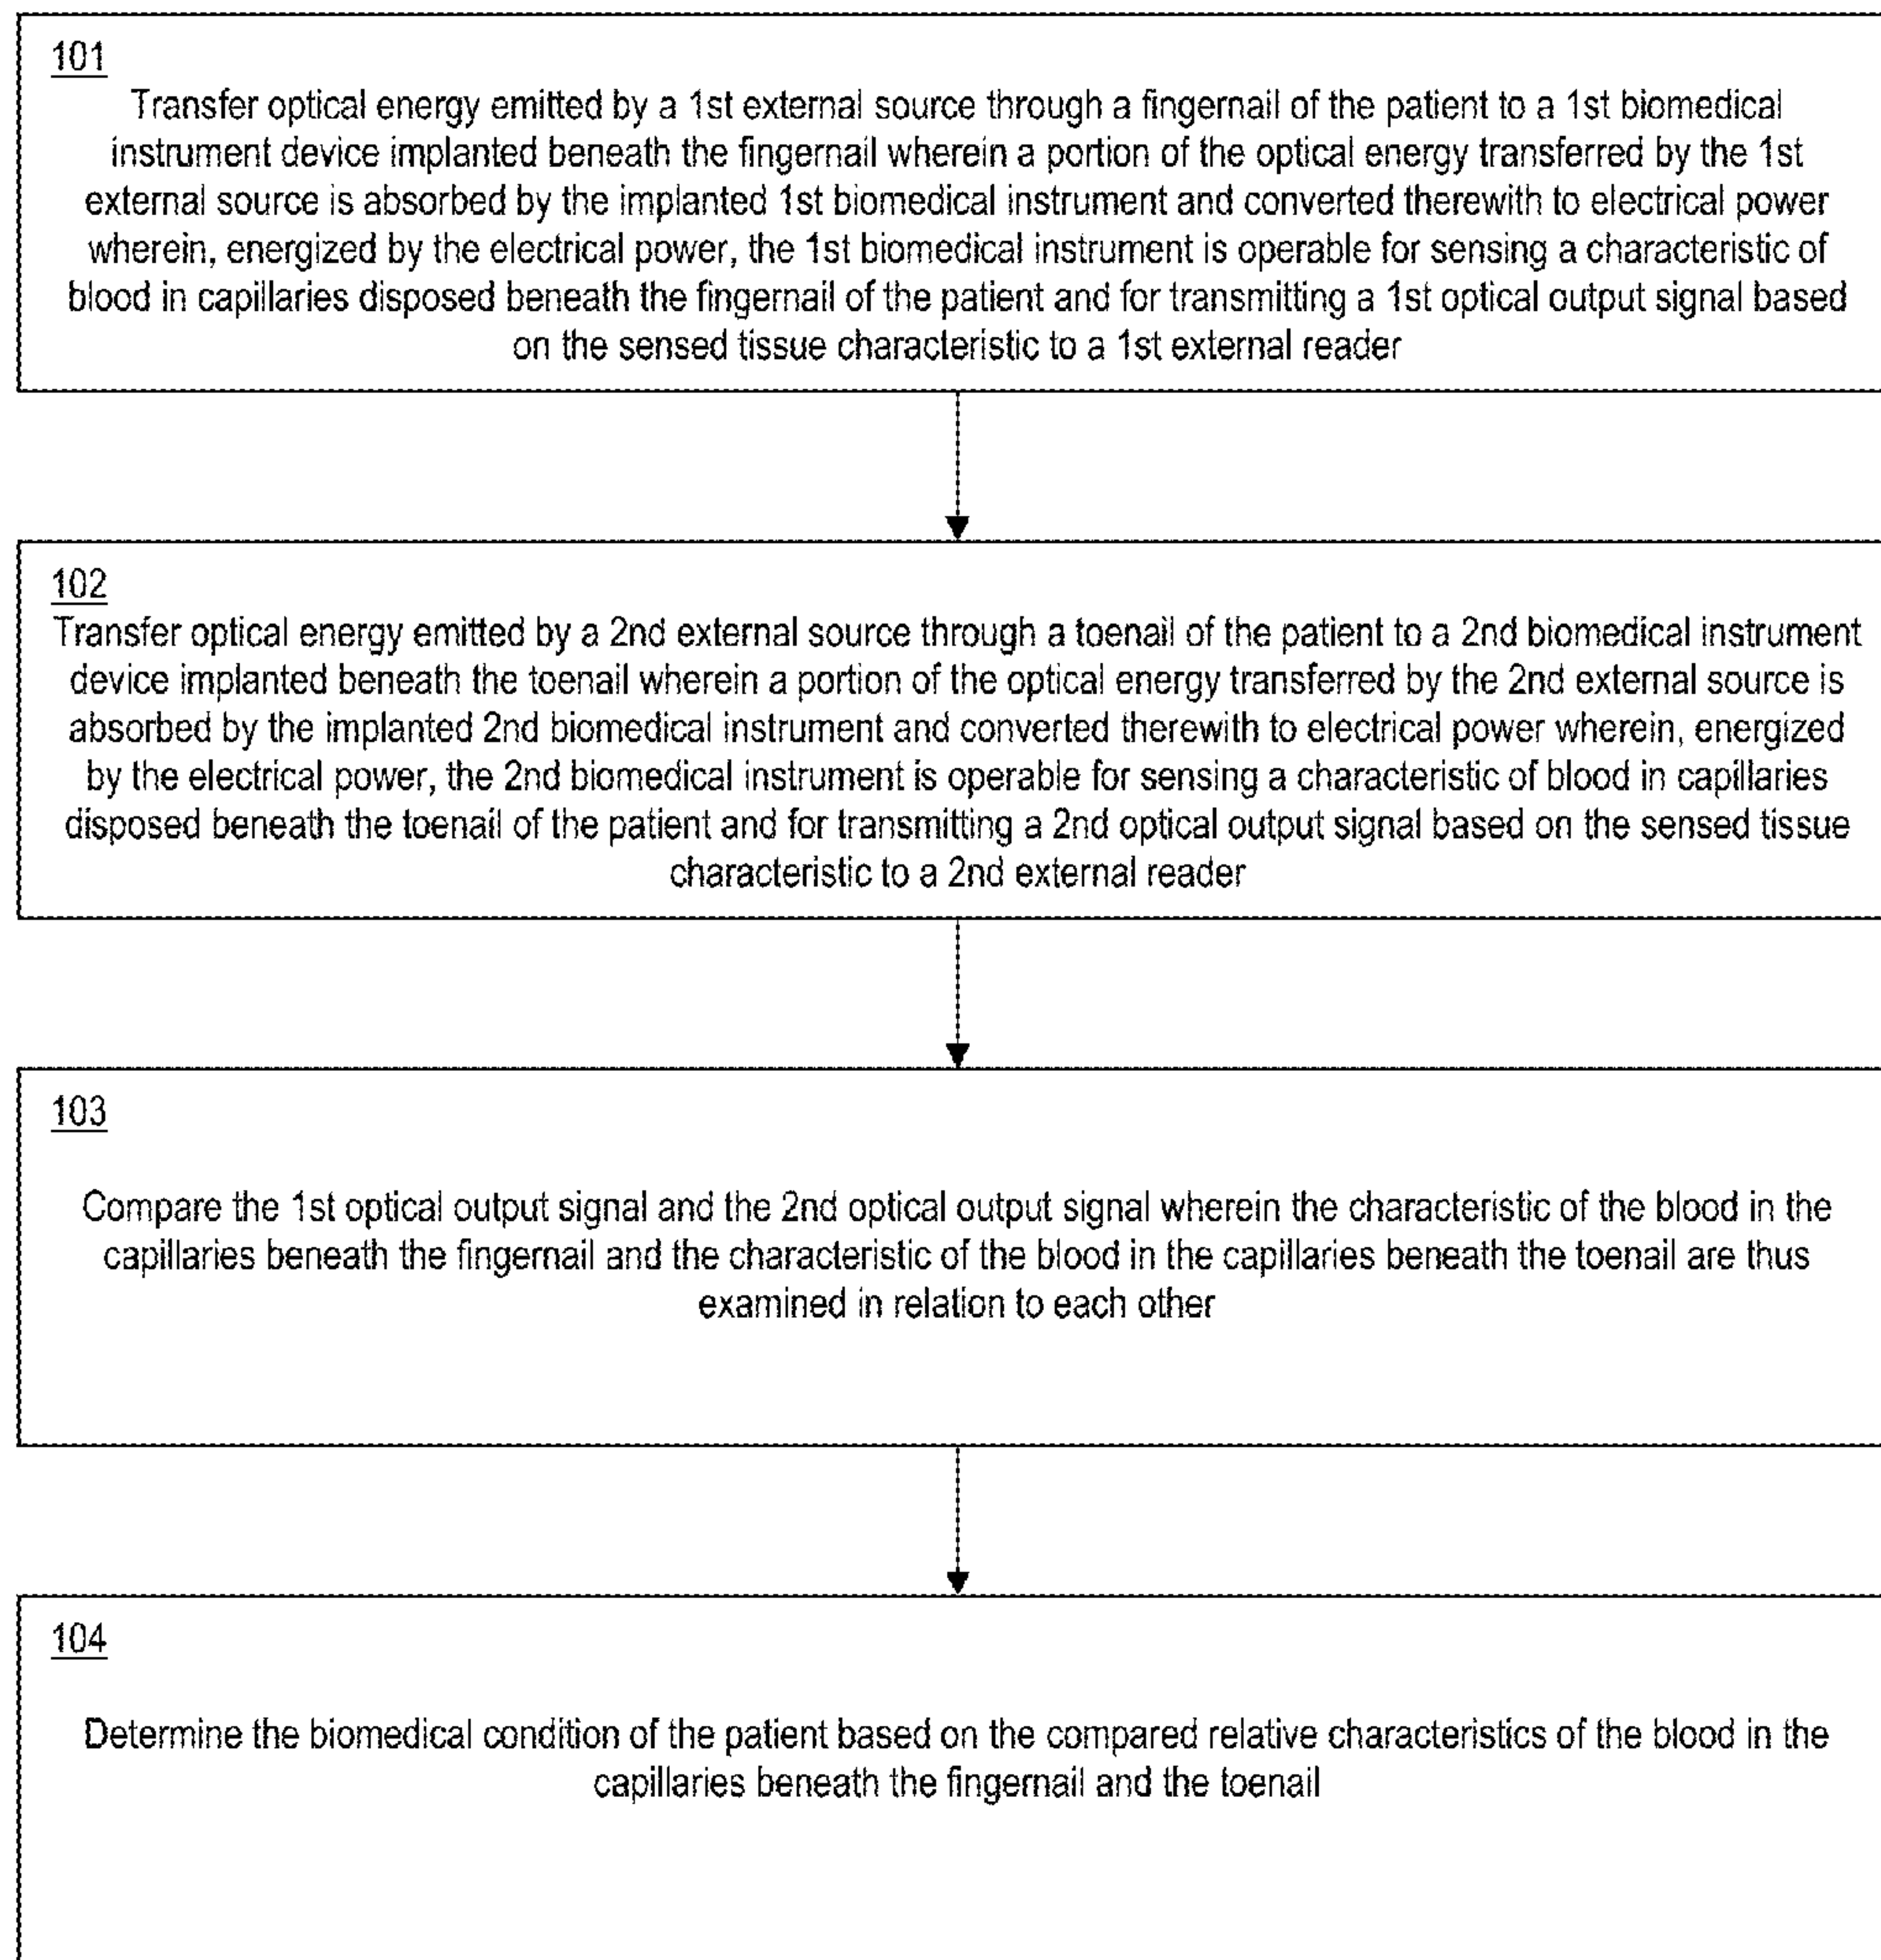 101
Transfer optical energy emitted by a 1st external source through a fingernail of the patient to a 1st biomedical
instrument device implanted beneath the fingernail wherein a portion of the optical energy transferred by the 1st
external source is absorbed by the implanted 1st biomedical instrument and converted therewith to electrical power
wherein, energized by the electrical power, the 1st biomedical instrument is operable for sensing a characteristic of
blood in capillaries disposed beneath the fingernail of the patient and for transmitting a 1st optical output signal based
on the sensed tissue characteristic to a 1st external reader
102
Transfer optical energy emitted by a 2nd external source through a toenail of the patient to a 2nd biomedical instrument
device implanted beneath the toenail wherein a portion of the optical energy transferred by the 2nd external source is
absorbed by the implanted 2nd biomedical instrument and converted therewith to electrical power wherein, energized
by the electrical power, the 2nd biomedical instrument is operable for sensing a characteristic of blood in capillaries
disposed beneath the toenail of the patient and for transmitting a 2nd optical output signal based on the sensed tissue
characteristic to a 2nd external reader
103
Compare the 1st optical output signal and the 2nd optical output signal wherein the characteristic of the blood in the
capillaries beneath the fingernail and the characteristic of the blood in the capillaries beneath the toenail are thus
examined in relation to each other
104
Determine the biomedical condition of the patient based on the compared relative characteristics of the blood in the
capillaries beneath the fingernail and the toenail